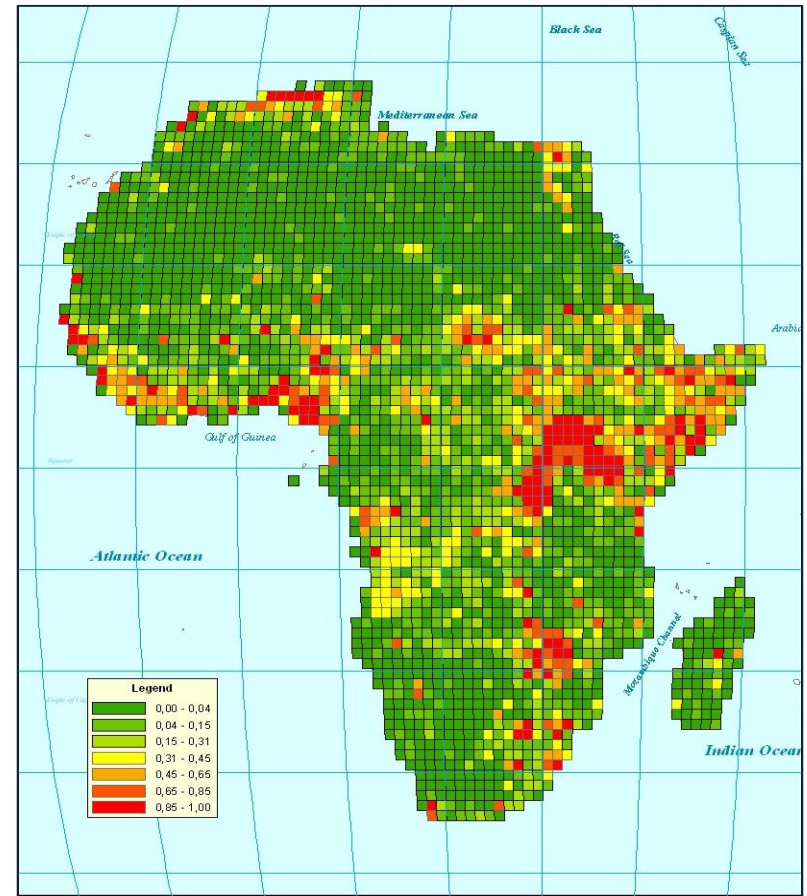 Black Sea
Caspian Sea
Mediterranean Sea
Red Sea
Arabia
Gulf of Guinea
Equator
Atlantic Ocean
Mozambique Channel
Indian Ocean
Legend
0,00 - 0,04
0,04 - 0,15
0,15 - 0,31
0,31 - 0,45
0,45 - 0,65
0,65 - 0,85
0,85 - 1,00